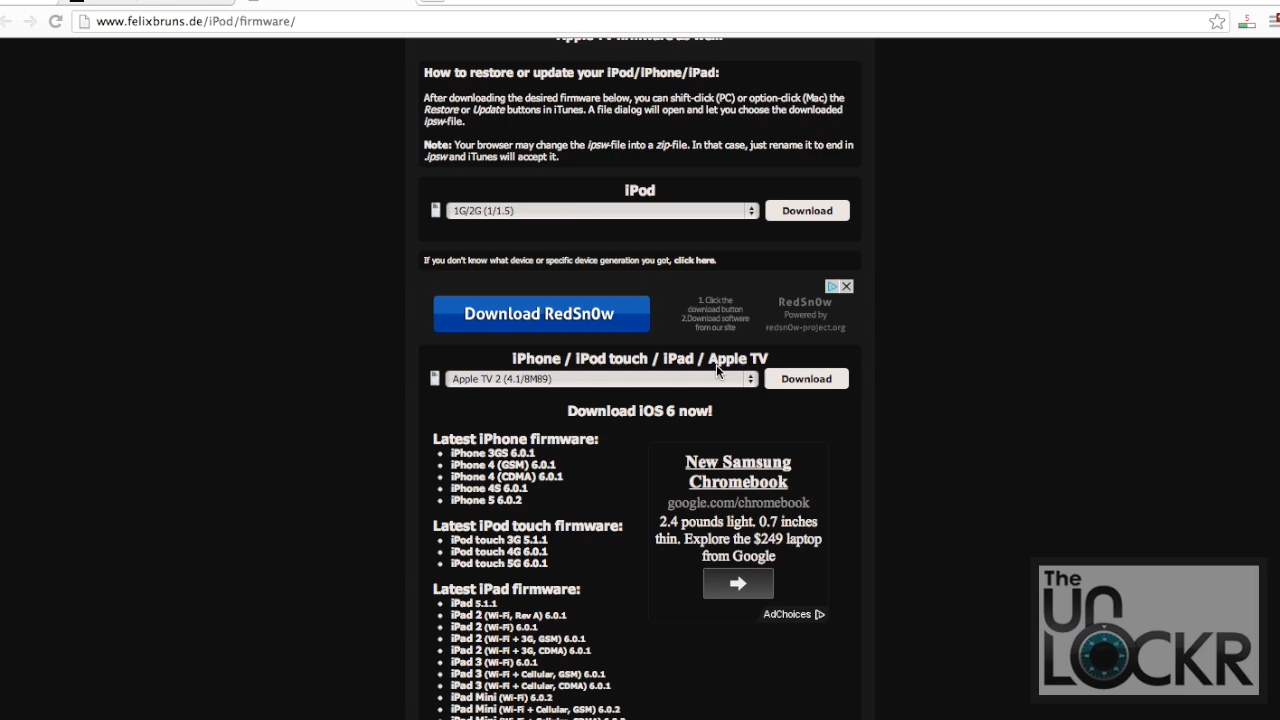 www.felixbruns.de/iPod/firmware/
5
How to restore or update your iPod/iPhone/iPad:
After downloading the desired firmware below, you can shift-click (PC) or option-click (Mac) the
Restore or Update buttons in iTunes. A file dialog will open and let you choose the downloaded
ipsw-file.
Note: Your browser may change the ipsw-file into a zip-file. In that case, just rename it to end in
.ipsw and iTunes will accept it.
iPod
1G/2G (1/1.5)
Download
If you don't know what device or specific device generation you got, click here.
Download RedSn0w
1. Click the
download button
2.Download software
from our site
RedSn0w
Powered by
redsn0w-project.org
iPhone / iPod touch / iPad / Apple TV
Apple TV 2 (4.1/8M89)
Download
Download iOS 6 now!
Latest iPhone firmware:
iPhone 3GS 6.0.1
iPhone 4 (GSM) 6.0.1
iPhone 4 (CDMA) 6.0.1
iPhone 4S 6.0.1
iPhone 5 6.0.2
Latest iPod touch firmware:
iPod touch 3G 5.1.1
iPod touch 4G 6.0.1
iPod touch 5G 6.0.1
Latest iPad firmware:
iPad 5.1.1
iPad 2 (Wi-Fi, Rev A) 6.0.1
iPad 2 (Wi-Fi) 6.0.1
iPad 2 (Wi-Fi + 3G, GSM) 6.0.1
iPad 2 (Wi-Fi + 3G, CDMA) 6.0.1
iPad 3 (Wi-Fi) 6.0.1
iPad 3 (Wi-Fi + Cellular, GSM) 6.0.1
iPad 3 (Wi-Fi + Cellular, CDMA) 6.0.1
iPad Mini (Wi-Fi) 6.0.2
iPad Mini (Wi-Fi + Cellular, GSM) 6.0.2
New Samsung
Chromebook
google.com/chromebook
2.4 pounds light. 0.7 inches
thin. Explore the $249 laptop
from Google
AdChoices
The
UN
LOCKR